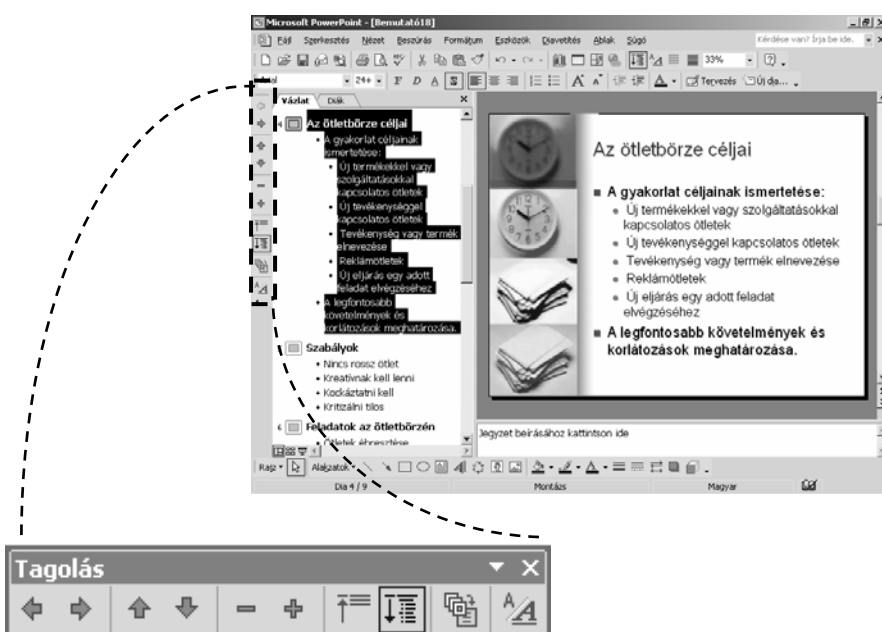 Microsoft PowerPoint - [Bemutató18]
Fájl Szerkesztés Nézet Beszúrás Formátum Eszközök Diavetítés Ablak Súgó Kérdése van? Írja be ide.
33%
24+ F D A S Tervezés Új dia...
Vázlat Diák
4 Az ötletbörze céljai
• A gyakorlat céljainak
ismertetése:
• Új termékekkel vagy
szolgáltatásokkal
kapcsolatos ötletek
• Új tevékenységgel
kapcsolatos ötletek
• Tevékenység vagy termék
elnevezése
• Reklámötletek
• Új eljárás egy adott
feladat elvégzéséhez
• A legfontosabb
követelmények és
korlátozások meghatározása.
Szabályok
• Nincs rossz ötlet
• Kreatívnak kell lenni
• Kockáztatni kell
• Kritizálni tilos
6 Feladatok az ötletbörzén
• Ötletek ébresztése
Az ötletbörze céljai
A gyakorlat céljainak ismertetése:
Új termékekkel vagy szolgáltatásokkal
kapcsolatos ötletek
Új tevékenységgel kapcsolatos ötletek
Tevékenység vagy termék elnevezése
Reklámötletek
Új eljárás egy adott feladat
elvégzéséhez
A legfontosabb követelmények és
korlátozások meghatározása.
Jegyzet beírásához kattintson ide
Rajz Alakzatok
Dia 4 / 9 Montázs Magyar
Tagolás